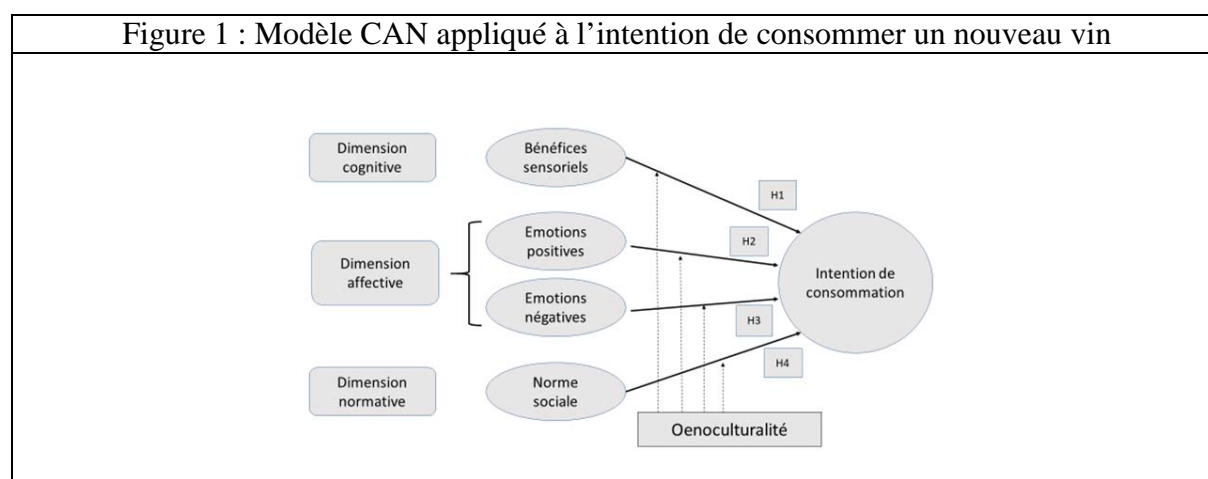 Figure 1 : Modèle CAN appliqué à l’intention de consommer un nouveau vin
Dimension
cognitive
Bénéfices
sensoriels
H1
Dimension
affective
Emotions
positives
H2
Emotions
négatives
H3
Intention de
consommation
Dimension
normative
Norme
sociale
H4
Oenoculturalité